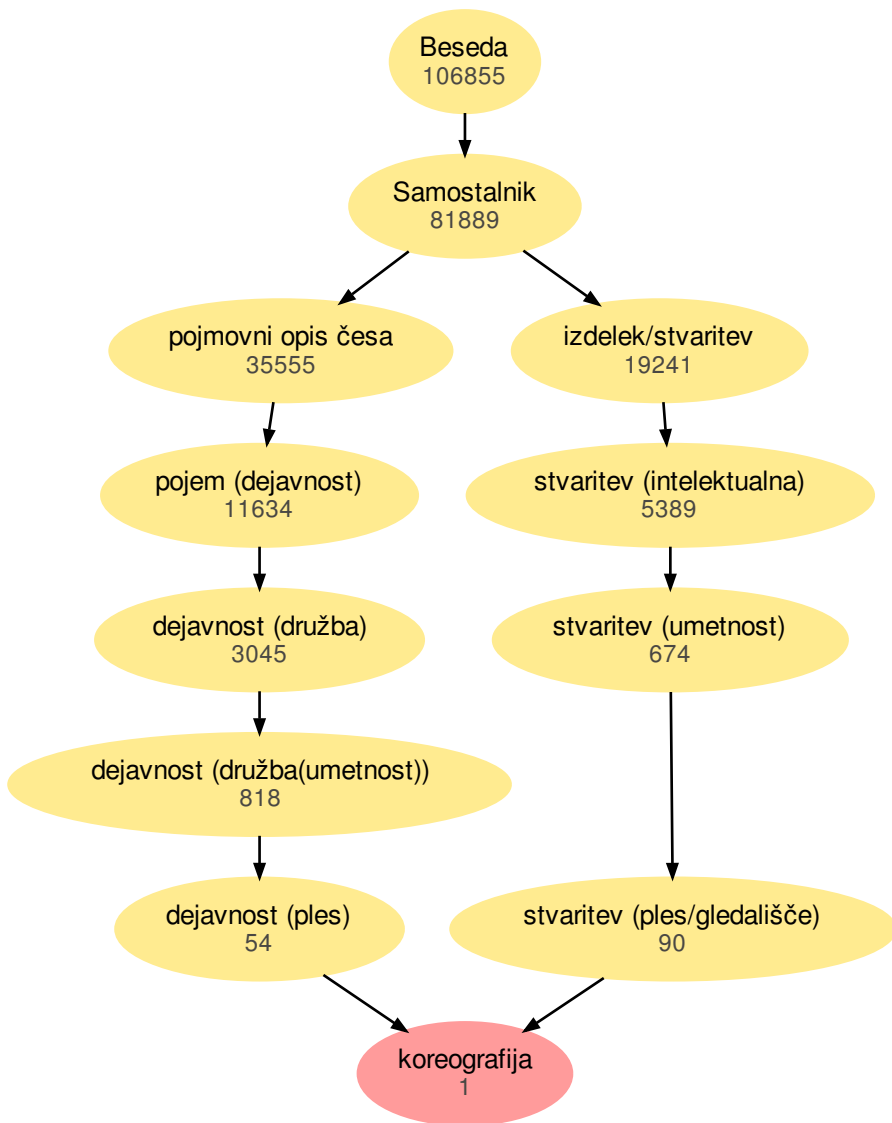 Beseda
106855
Samostalnik
81889
pojmovni opis česa
35555
izdelek/stvaritev
19241
pojem (dejavnost)
11634
stvaritev (intelektualna)
5389
dejavnost (družba)
3045
stvaritev (umetnost)
674
dejavnost (družba(umetnost))
818
dejavnost (ples)
54
stvaritev (ples/gledališče)
90
koreografija
1